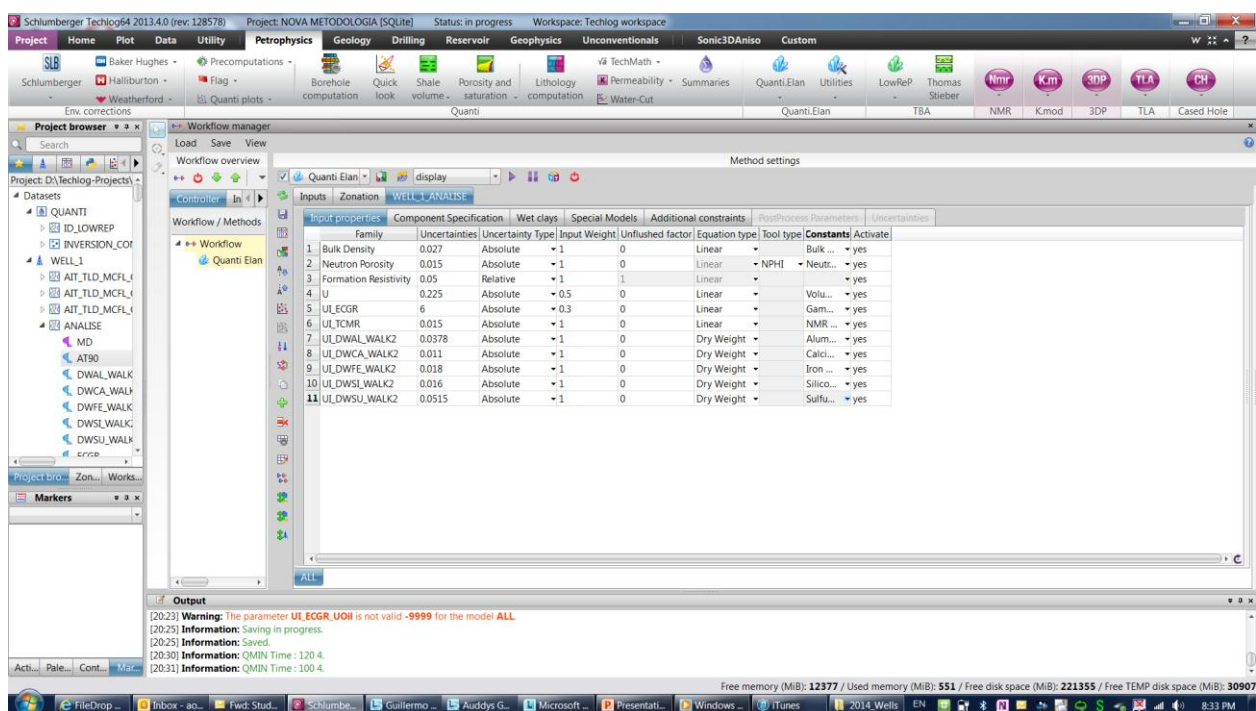 Schlumberger Techlog64 2013.4.0 (rev: 128578) Project: NOVA METODOLOGIA [SQLite] Status: in progress Workspace: Techlog workspace
Project Home Plot Data Utility Petrophysics Geology Drilling Reservoir Geophysics Unconventionals Sonic3DAniso Custom
SLB Baker Hughes Precomputations TechMath
Schlumberger Halliburton Flag Borehole computation Quick look Shale volume Porosity and saturation Lithology computation Permeability Summaries Quanti.Elan Utilities LowReP Thomas Stieber Nmr K.m 3DP TLA CH
Weatherford Quanti plots Water-Cut
Env. corrections Quanti Quanti.Elan TBA NMR K.mod 3DP TLA Cased Hole
Project browser Workflow manager
Search Load Save View
Workflow overview Method settings
Project: D:\Techlog-Projects\ Quanti Elan display
Datasets Controller In Inputs Zonation WELL_1_ANALISE
QUANTI Workflow / Methods Input properties Component Specification Wet clays Special Models Additional constraints PostProcess Parameters Uncertainties
ID_LOWREP Workflow Family Uncertainties Uncertainty Type Input Weight Unflushed factor Equation type Tool type Constants Activate
INVERSION_CO Quanti Elan 1 Bulk Density 0.027 Absolute 1 0 Linear Bulk ... yes
WELL_1 2 Neutron Porosity 0.015 Absolute 1 0 Linear NPHI Neutr... yes
AIT_TLD_MCFL_ 3 Formation Resistivity 0.05 Relative 1 1 Linear yes
AIT_TLD_MCFL_ 4 U 0.225 Absolute 0.5 0 Linear Volu... yes
AIT_TLD_MCFL_ 5 UI_ECGR 6 Absolute 0.3 0 Linear Gam... yes
ANALISE 6 UI_TCMR 0.015 Absolute 1 0 Linear NMR ... yes
MD 7 UI_DWAL_WALK2 0.0378 Absolute 1 0 Dry Weight Alum... yes
AT90 8 UI_DWCA_WALK2 0.011 Absolute 1 0 Dry Weight Calci... yes
DWAL_WALK 9 UI_DWFE_WALK2 0.018 Absolute 1 0 Dry Weight Iron ... yes
DWCA_WALK 10 UI_DWSI_WALK2 0.016 Absolute 1 0 Dry Weight Silico... yes
DWFE_WALK 11 UI_DWSU_WALK2 0.0515 Absolute 1 0 Dry Weight Sulfu... yes
DWSI_WALK
DWSU_WALK
ECGR
Project bro... Zon... Works...
Markers
ALL
Output
[20:23] Warning: The parameter UI_ECGR_UOil is not valid -9999 for the model ALL.
[20:25] Information: Saving in progress.
[20:25] Information: Saved.
[20:30] Information: QMIN Time : 120 4.
[20:31] Information: QMIN Time : 100 4.
Acti... Pale... Cont... Mar...
Free memory (MiB): 12377 / Used memory (MiB): 551 / Free disk space (MiB): 221355 / Free TEMP disk space (MiB): 30907
FileDrop ... Inbox - ao... Fwd: Stud... Schlumbe... Guillermo ... Auddys G... Microsoft ... Presentati... Windows ... iTunes 2014_Wells EN 8:33 PM